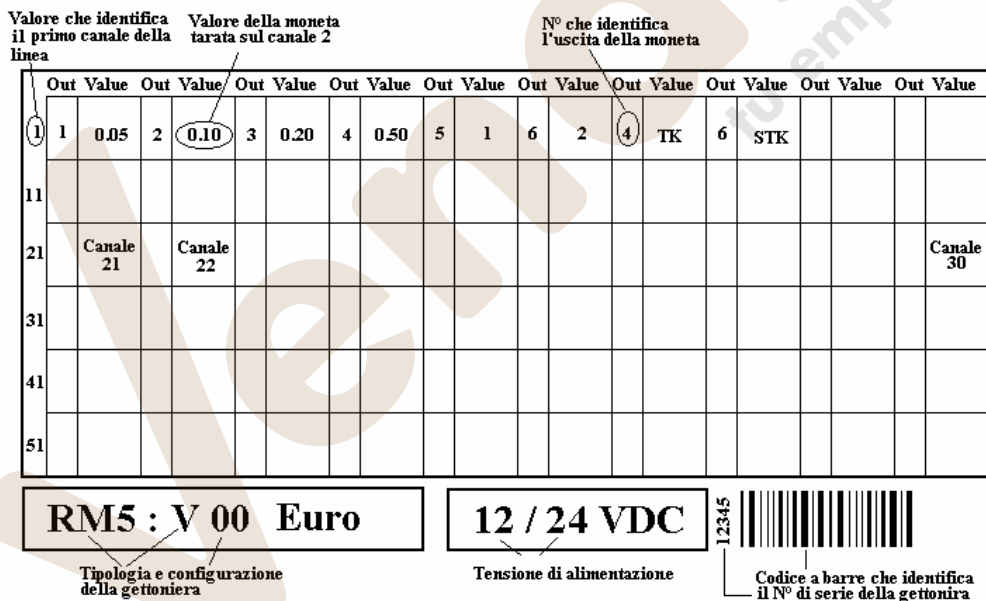 Valore che identifica
il primo canale della
linea
Valore della moneta
tarata sul canale 2
N° che identifica
l'uscita della moneta
Out Value Out Value Out Value Out Value Out Value Out Value Out Value Out Value Out Value Out Value
1 1 0.05 2 0.10 3 0.20 4 0.50 5 1 6 2 4 TK 6 STK
11
21 Canale 21 Canale 22 Canale 30
31
41
51
RM5 : V 00 Euro
12 / 24 VDC
12345
Tipologia e configurazione
della gettoniera
Tensione di alimentazione
Codice a barre che identifica
il N° di serie della gettonira
Vend
tu emp